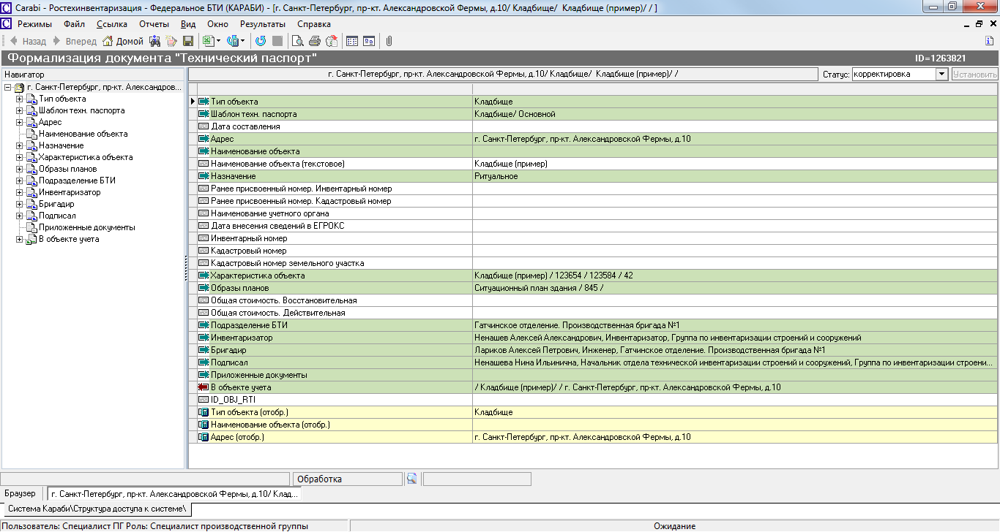 Carabi - Ростехинвентаризация - Федеральное БТИ (КАРАБИ) - [г. Санкт-Петербург, пр-кт. Александровской Фермы, д.10/ Кладбище/ Кладбище (пример)/ / ]
Режимы Файл Ссылка Отчеты Вид Окно Результаты Справка
Назад Вперед Домой
Формализация документа "Технический паспорт" ID=1263821
Навигатор
г. Санкт-Петербург, пр-кт. Александров...
Тип объекта
Шаблон техн. паспорта
Адрес
Наименование объекта
Назначение
Характеристика объекта
Образы планов
Подразделение БТИ
Инвентаризатор
Бригадир
Подписал
Приложенные документы
В объекте учета
г. Санкт-Петербург, пр-кт. Александровской Фермы, д.10/ Кладбище/ Кладбище (пример)/ / Статус: корректировка Установить
Тип объекта Кладбище
Шаблон техн. паспорта Кладбище/ Основной
Дата составления
Адрес г. Санкт-Петербург, пр-кт. Александровской Фермы, д.10
Наименование объекта
Наименование объекта (текстовое) Кладбище (пример)
Назначение Ритуальное
Ранее присвоенный номер. Инвентарный номер
Ранее присвоенный номер. Кадастровый номер
Наименование учетного органа
Дата внесения сведений в ЕГРОКС
Инвентарный номер
Кадастровый номер
Кадастровый номер земельного участка
Характеристика объекта Кладбище (пример) / 123654 / 123584 / 42
Образы планов Ситуационный план здания / 845 /
Общая стоимость. Восстановительная
Общая стоимость. Действительная
Подразделение БТИ Гатчинское отделение. Производственная бригада №1
Инвентаризатор Ненашев Алексей Александрович, Инвентаризатор, Группа по инвентаризации строений и сооружений
Бригадир Лариков Алексей Петрович, Инженер, Гатчинское отделение. Производственная бригада №1
Подписал Ненашева Нина Ильинична, Начальник отдела технической инвентаризации строений и сооружений, Группа по инвентаризации строени...
Приложенные документы
В объекте учета / Кладбище (пример)/ / г. Санкт-Петербург, пр-кт. Александровской Фермы, д.10
ID_OBJ_RTI
Тип объекта (отобр.) Кладбище
Наименование объекта (отобр.)
Адрес (отобр.) г. Санкт-Петербург, пр-кт. Александровской Фермы, д.10
Обработка
Браузер г. Санкт-Петербург, пр-кт. Александровской Фермы, д.10/ Клад...
Система Караби\Структура доступа к системе\
Пользователь: Специалист ПГ Роль: Специалист производственной группы Ожидание